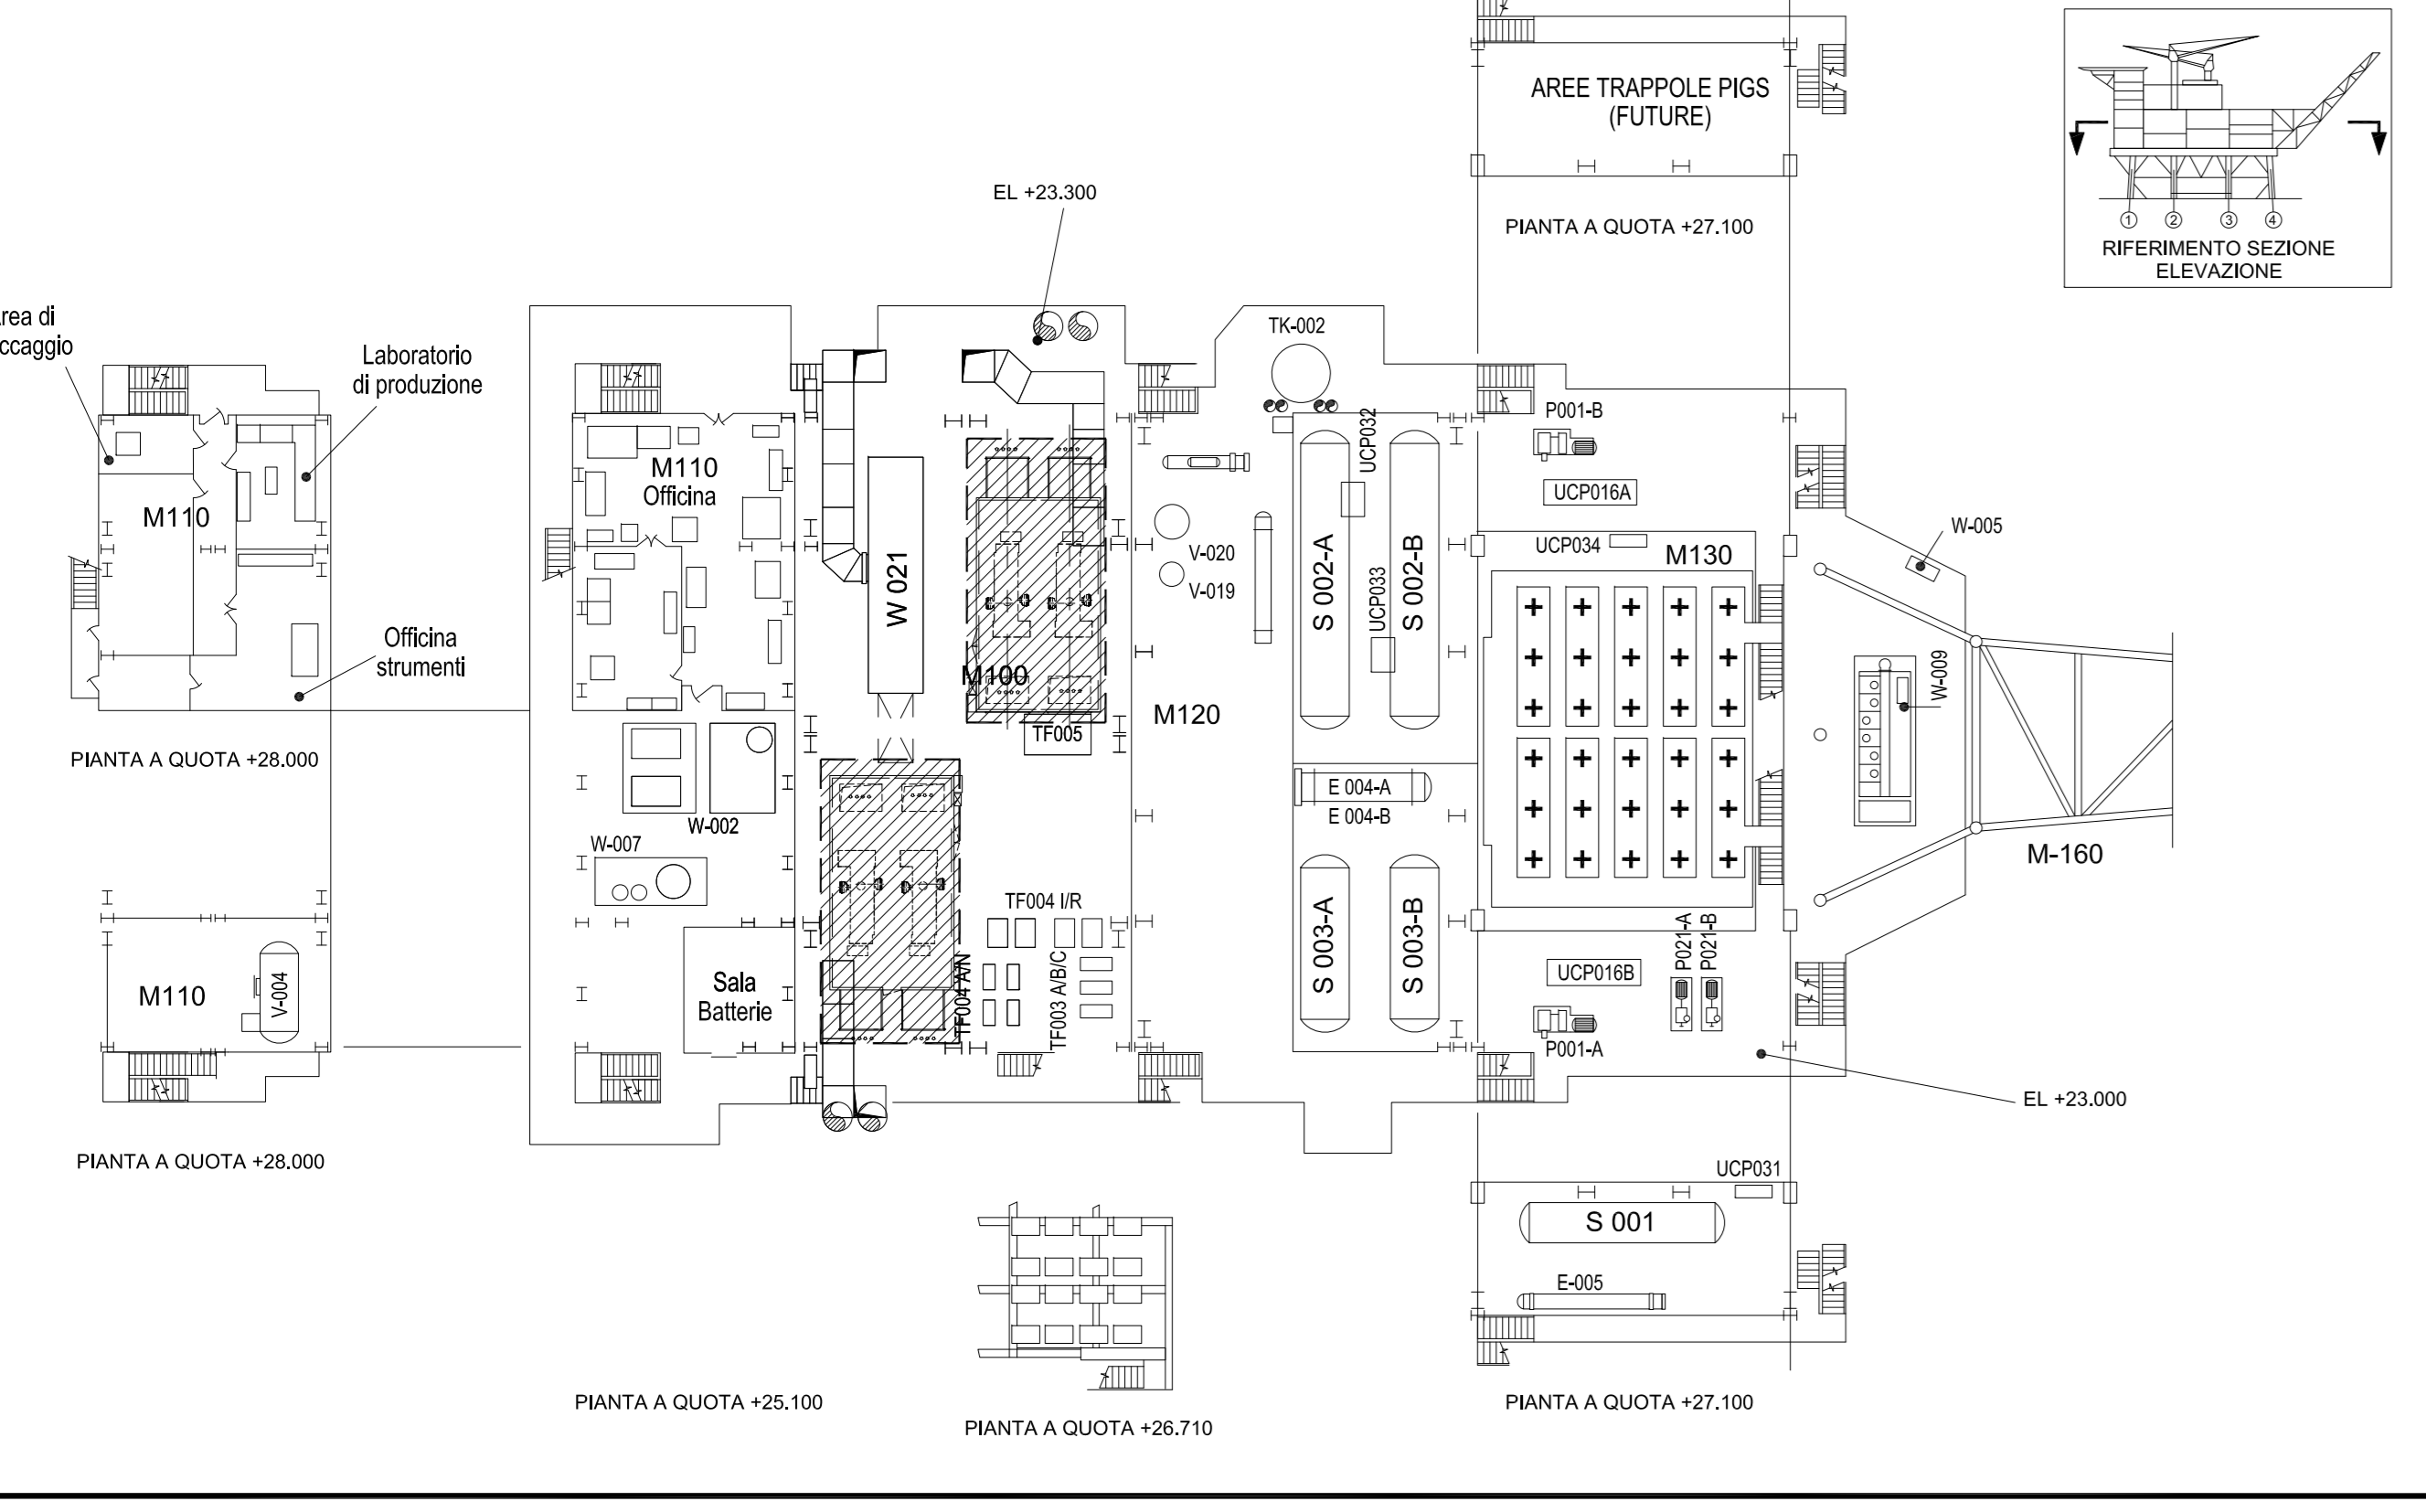 AREE TRAPPOLE PIGS
(FUTURE)
PIANTA A QUOTA +27.100
1 2 3 4
RIFERIMENTO SEZIONE
ELEVAZIONE
EL +23.300
Laboratorio
di produzione
M110
Officina
strumenti
PIANTA A QUOTA +28.000
M110
V-004
PIANTA A QUOTA +28.000
M110
Officina
W-002
W-007
Sala
Batterie
W 021
M100
TF005
TF004 I/R
TF004 A/N
TF003 A/B/C
M120
TK-002
V-020
V-019
UCP032
UCP033
S 002-A
S 002-B
E 004-A
E 004-B
S 003-A
S 003-B
P001-B
UCP016A
UCP034
M130
W-005
W-009
M-160
P021-A
P021-B
UCP016B
P001-A
EL +23.000
UCP031
S 001
E-005
PIANTA A QUOTA +25.100
PIANTA A QUOTA +26.710
PIANTA A QUOTA +27.100